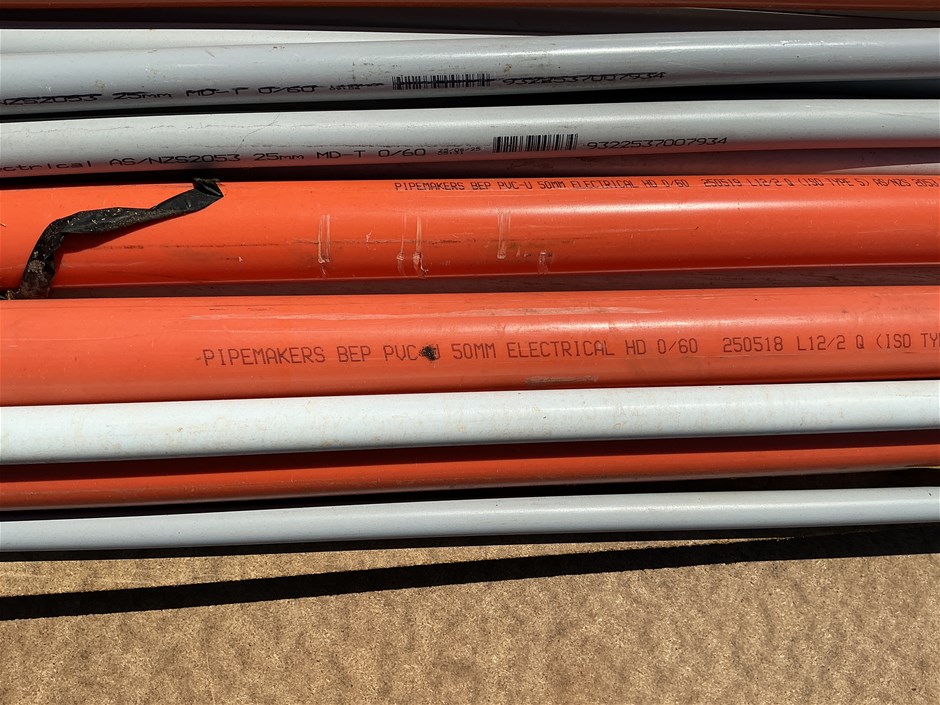 NZS2053 25mm MD-T 0/60 9322537007934
ctrical AS/NZS2053 25mm MD-T 0/60 9322537007934
PIPEMAKERS BEP PVC-U 50MM ELECTRICAL HD 0/60 250519 L12/2 Q (ISO TYPE 5) AS/NZS 2053
PIPEMAKERS BEP PVC-U 50MM ELECTRICAL HD 0/60 250518 L12/2 Q (ISO TY